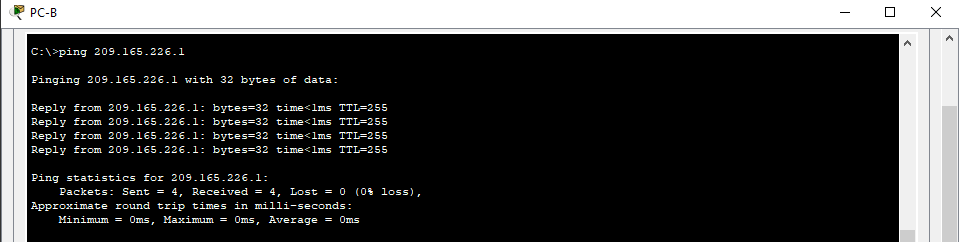 PC-B
C:\>ping 209.165.226.1
Pinging 209.165.226.1 with 32 bytes of data:
Reply from 209.165.226.1: bytes=32 time<1ms TTL=255
Reply from 209.165.226.1: bytes=32 time<1ms TTL=255
Reply from 209.165.226.1: bytes=32 time<1ms TTL=255
Reply from 209.165.226.1: bytes=32 time<1ms TTL=255
Ping statistics for 209.165.226.1:
Packets: Sent = 4, Received = 4, Lost = 0 (0% loss),
Approximate round trip times in milli-seconds:
Minimum = 0ms, Maximum = 0ms, Average = 0ms